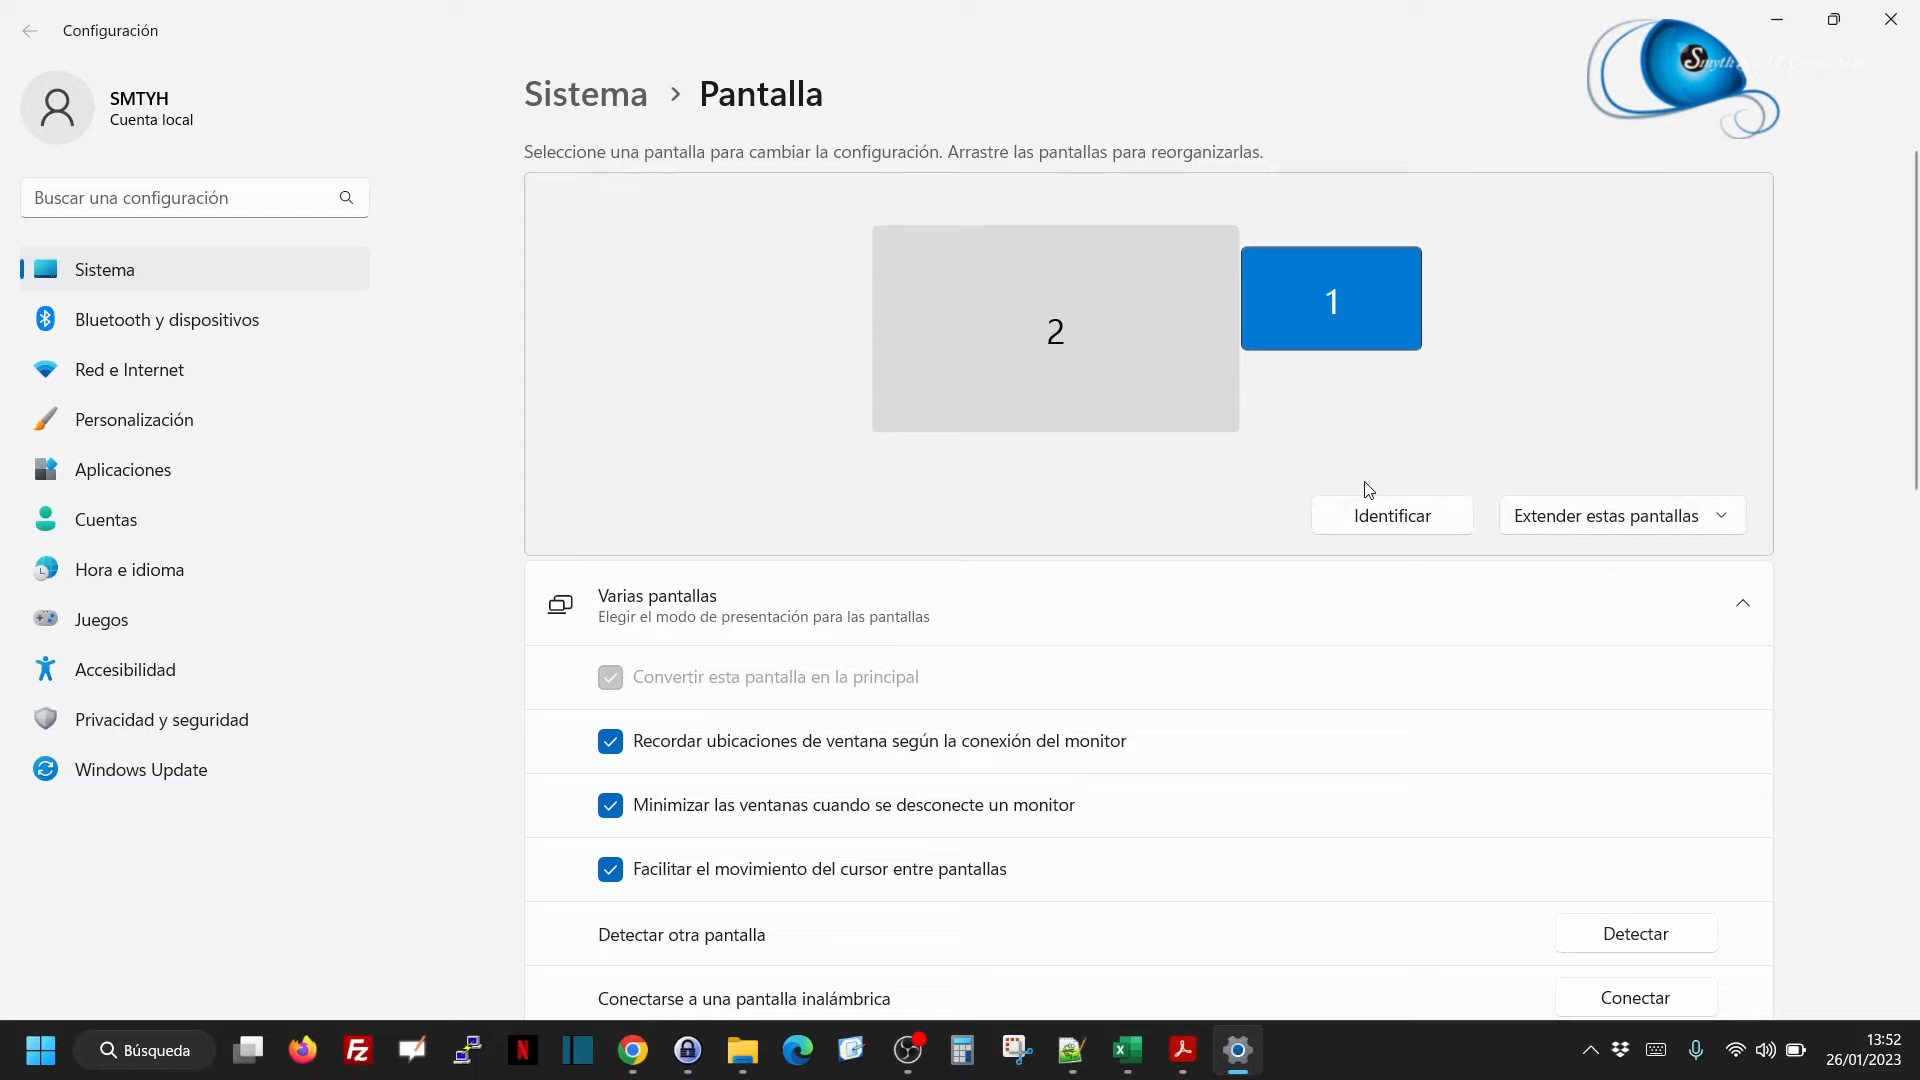 Configuración
SMTYH
Cuenta local
Buscar una configuración
Sistema
Bluetooth y dispositivos
Red e Internet
Personalización
Aplicaciones
Cuentas
Hora e idioma
Juegos
Accesibilidad
Privacidad y seguridad
Windows Update
Sistema > Pantalla
Seleccione una pantalla para cambiar la configuración. Arrastre las pantallas para reorganizarlas.
2
1
Identificar
Extender estas pantallas
Varias pantallas
Elegir el modo de presentación para las pantallas
Convertir esta pantalla en la principal
Recordar ubicaciones de ventana según la conexión del monitor
Minimizar las ventanas cuando se desconecte un monitor
Facilitar el movimiento del cursor entre pantallas
Detectar otra pantalla
Detectar
Conectarse a una pantalla inalámbrica
Conectar
Búsqueda
13:52
26/01/2023